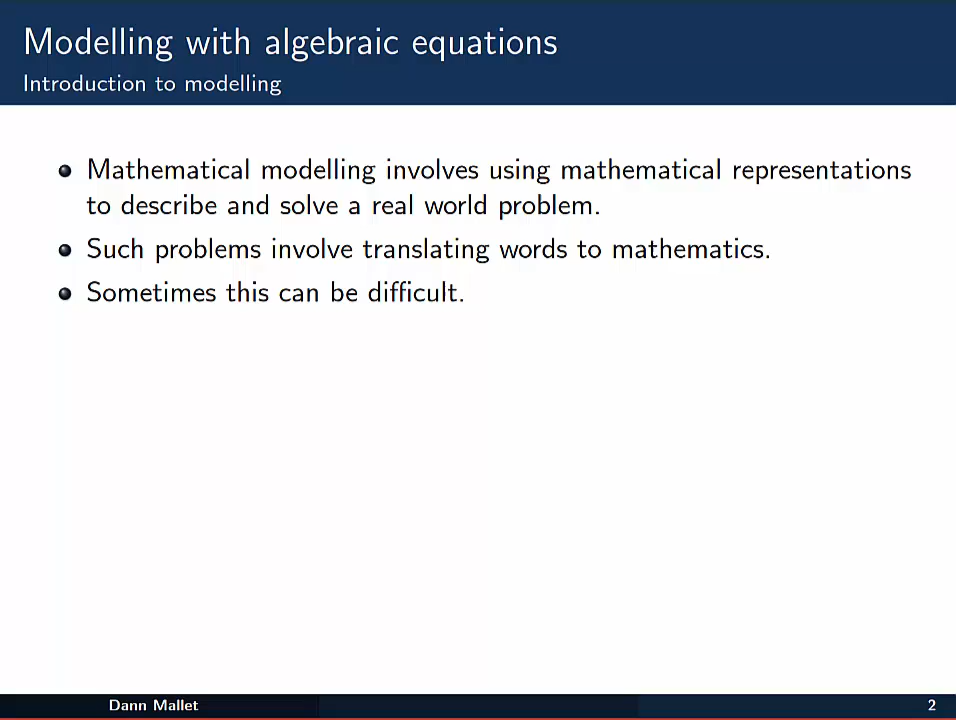 Modelling with algebraic equations
Introduction to modelling
Mathematical modelling involves using mathematical representations
to describe and solve a real world problem.
Such problems involve translating words to mathematics.
Sometimes this can be difficult.
Dann Mallet
2